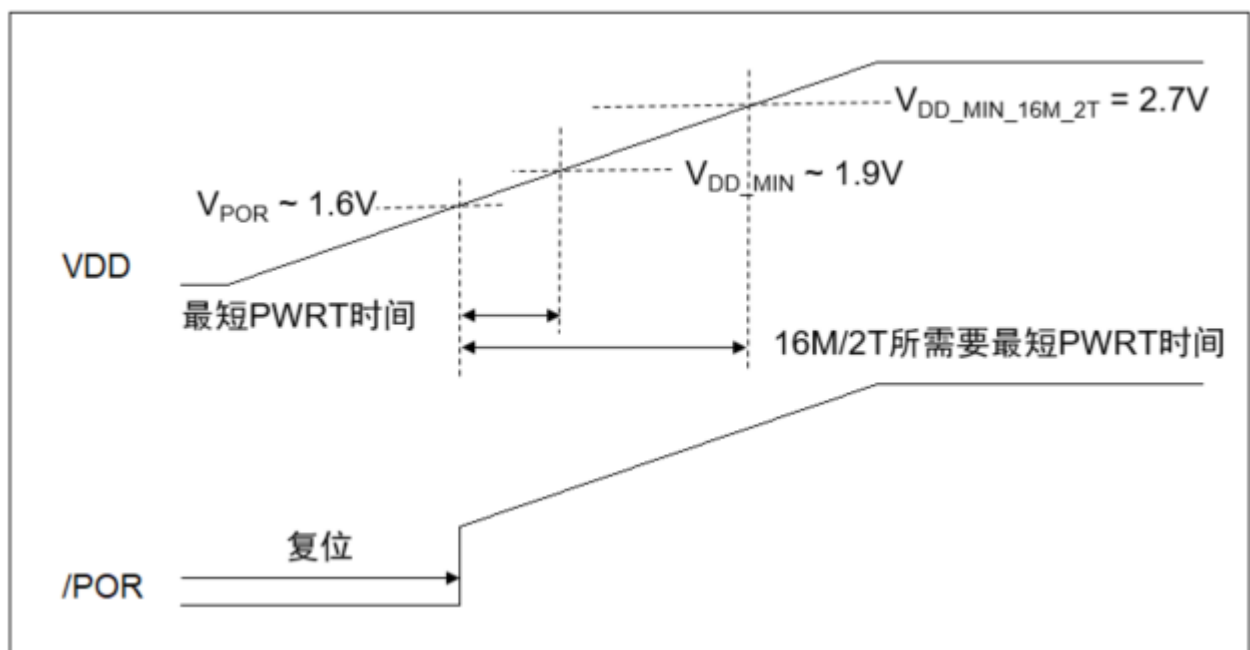 V_DD_MIN_16M_2T = 2.7V
V_DD_MIN ~ 1.9V
V_POR ~ 1.6V
VDD
最短PWRT时间
16M/2T所需要最短PWRT时间
复位
/POR